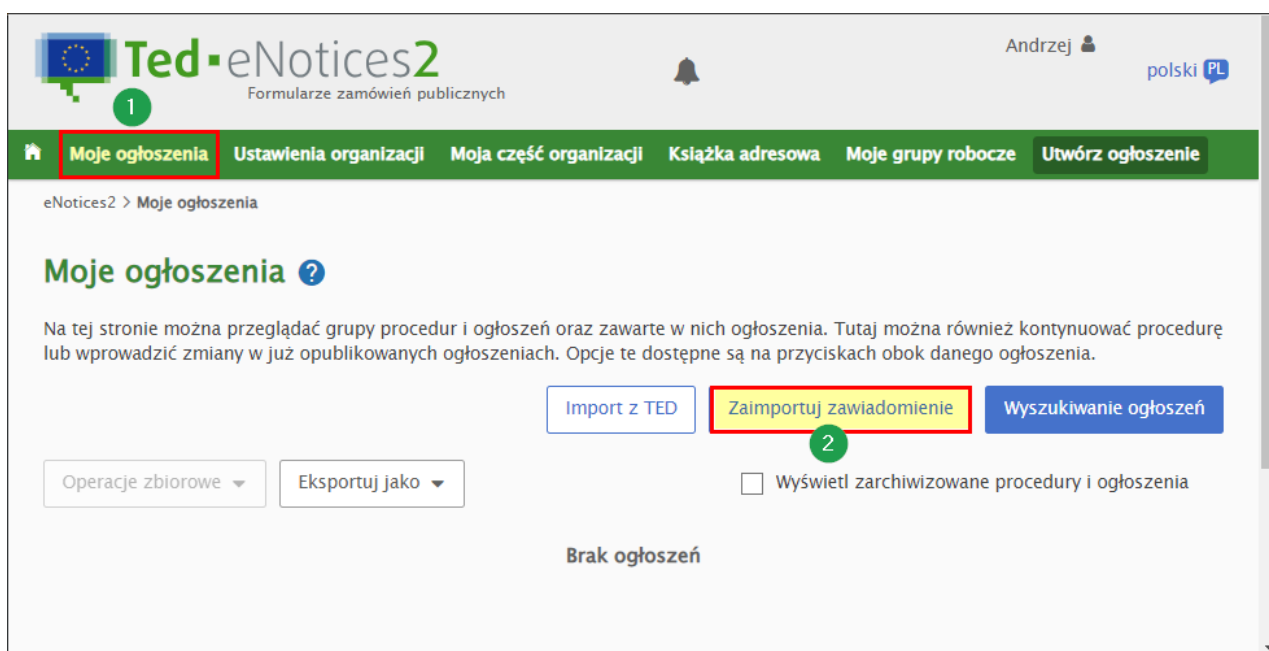 Ted eNotices2
Formularze zamówień publicznych
Andrzej
polski PL
1
Moje ogłoszenia Ustawienia organizacji Moja część organizacji Książka adresowa Moje grupy robocze Utwórz ogłoszenie
eNotices2 > Moje ogłoszenia
Moje ogłoszenia ?
Na tej stronie można przeglądać grupy procedur i ogłoszeń oraz zawarte w nich ogłoszenia. Tutaj można również kontynuować procedurę
lub wprowadzić zmiany w już opublikowanych ogłoszeniach. Opcje te dostępne są na przyciskach obok danego ogłoszenia.
Import z TED Zaimportuj zawiadomienie Wyszukiwanie ogłoszeń
2
Operacje zbiorowe Eksportuj jako Wyświetl zarchiwizowane procedury i ogłoszenia
Brak ogłoszeń